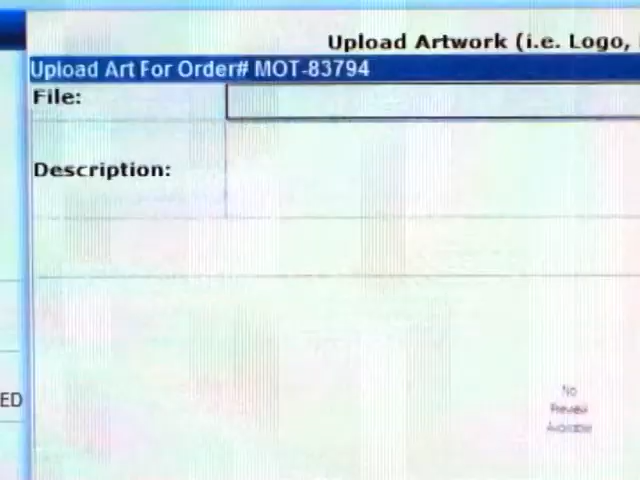 Upload Artwork (i.e. Logo,
Upload Art For Order# MOT-83794
File:
Description:
ED
No
Preview
Available